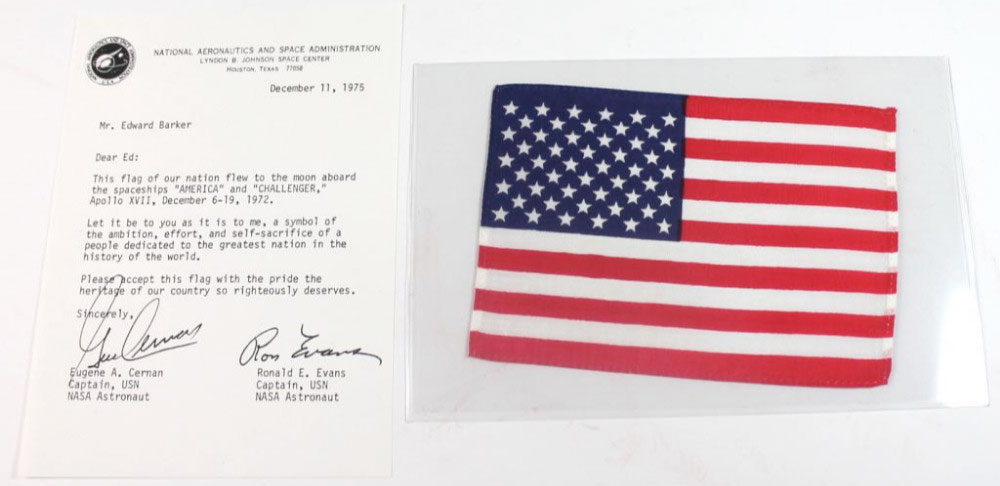 NATIONAL AERONAUTICS AND SPACE ADMINISTRATION
LYNDON B. JOHNSON SPACE CENTER
HOUSTON, TEXAS 77058
December 11, 1975
Mr. Edward Barker
Dear Ed:
This flag of our nation flew to the moon aboard
the spaceships "AMERICA" and "CHALLENGER,"
Apollo XVII, December 6-19, 1972.
Let it be to you as it is to me, a symbol of
the ambition, effort, and self-sacrifice of a
people dedicated to the greatest nation in the
history of the world.
Please accept this flag with the pride the
heritage of our country so righteously deserves.
Sincerely,
Gene Cernan Ron Evans
Eugene A. Cernan Ronald E. Evans
Captain, USN Captain, USN
NASA Astronaut NASA Astronaut